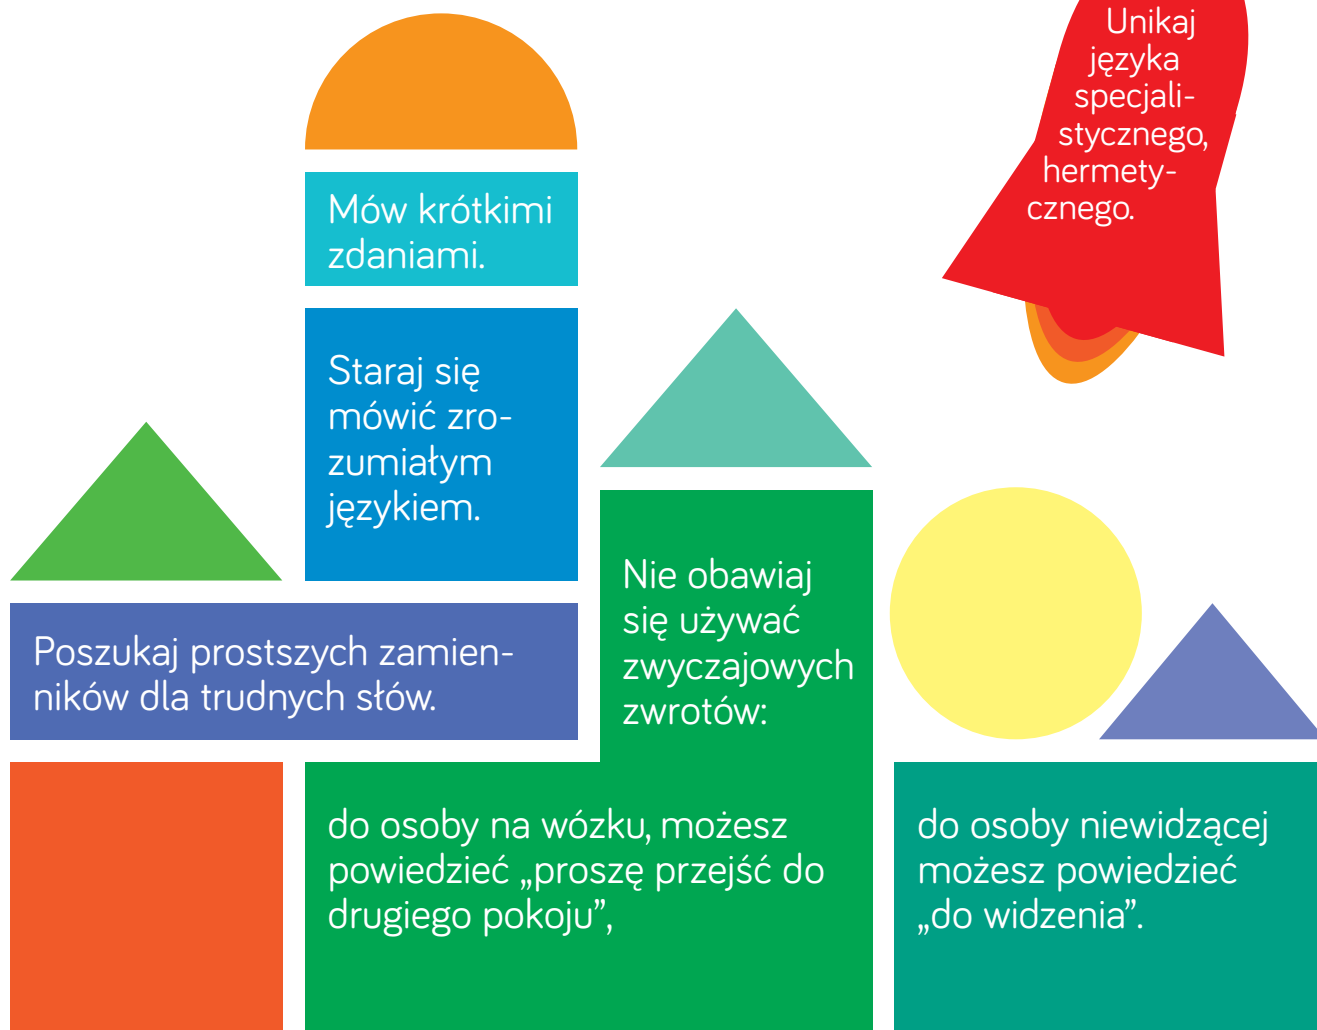 Unikaj
języka
specjali-
stycznego,
hermety-
cznego.
Mów krótkimi
zdaniami.
Staraj się
mówić zro-
zumiałym
językiem.
Poszukaj prostszych zamien-
ników dla trudnych słów.
Nie obawiaj
się używać
zwyczajowych
zwrotów:
do osoby na wózku, możesz
powiedzieć „proszę przejść do
drugiego pokoju”,
do osoby niewidzącej
możesz powiedzieć
„do widzenia”.